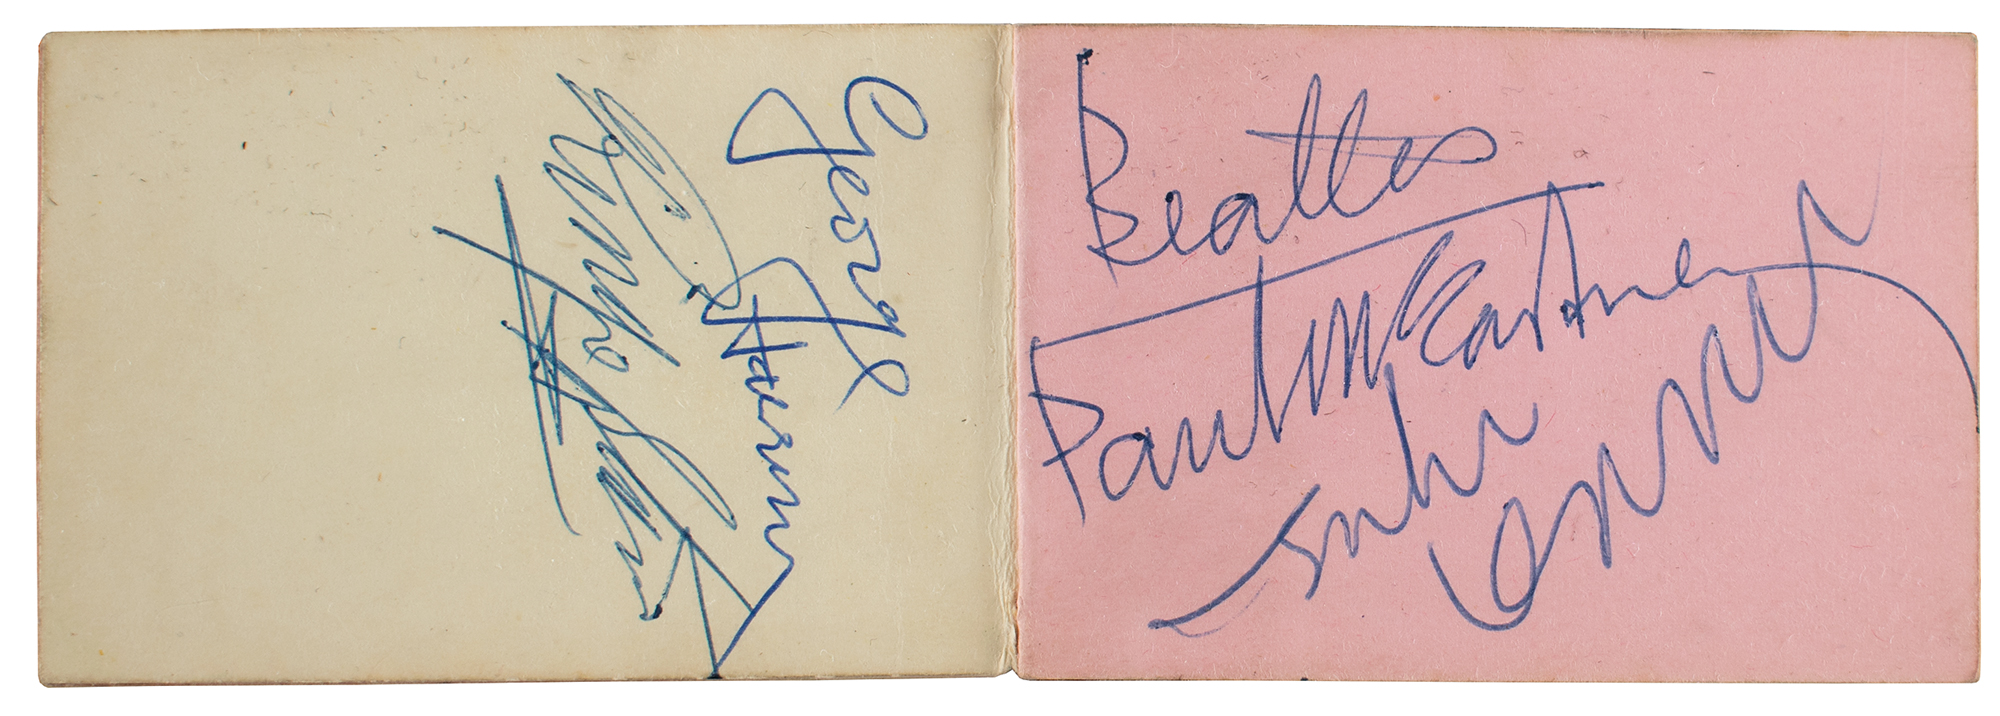 George
Harrison
Beatles
Paul McCartney
John
Lennon